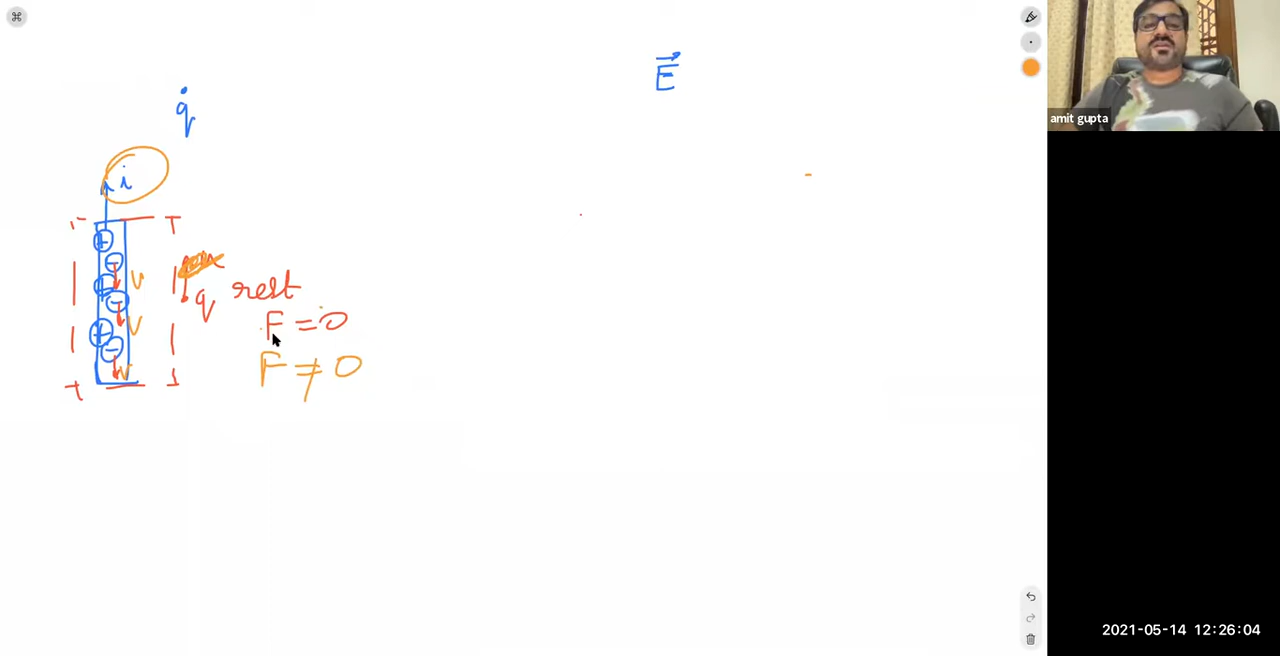 E
q
i
amit gupta
+
-
V
+
-
V
+
-
V
q rest
F = 0
F ≠ 0
2021-05-14 12:26:04